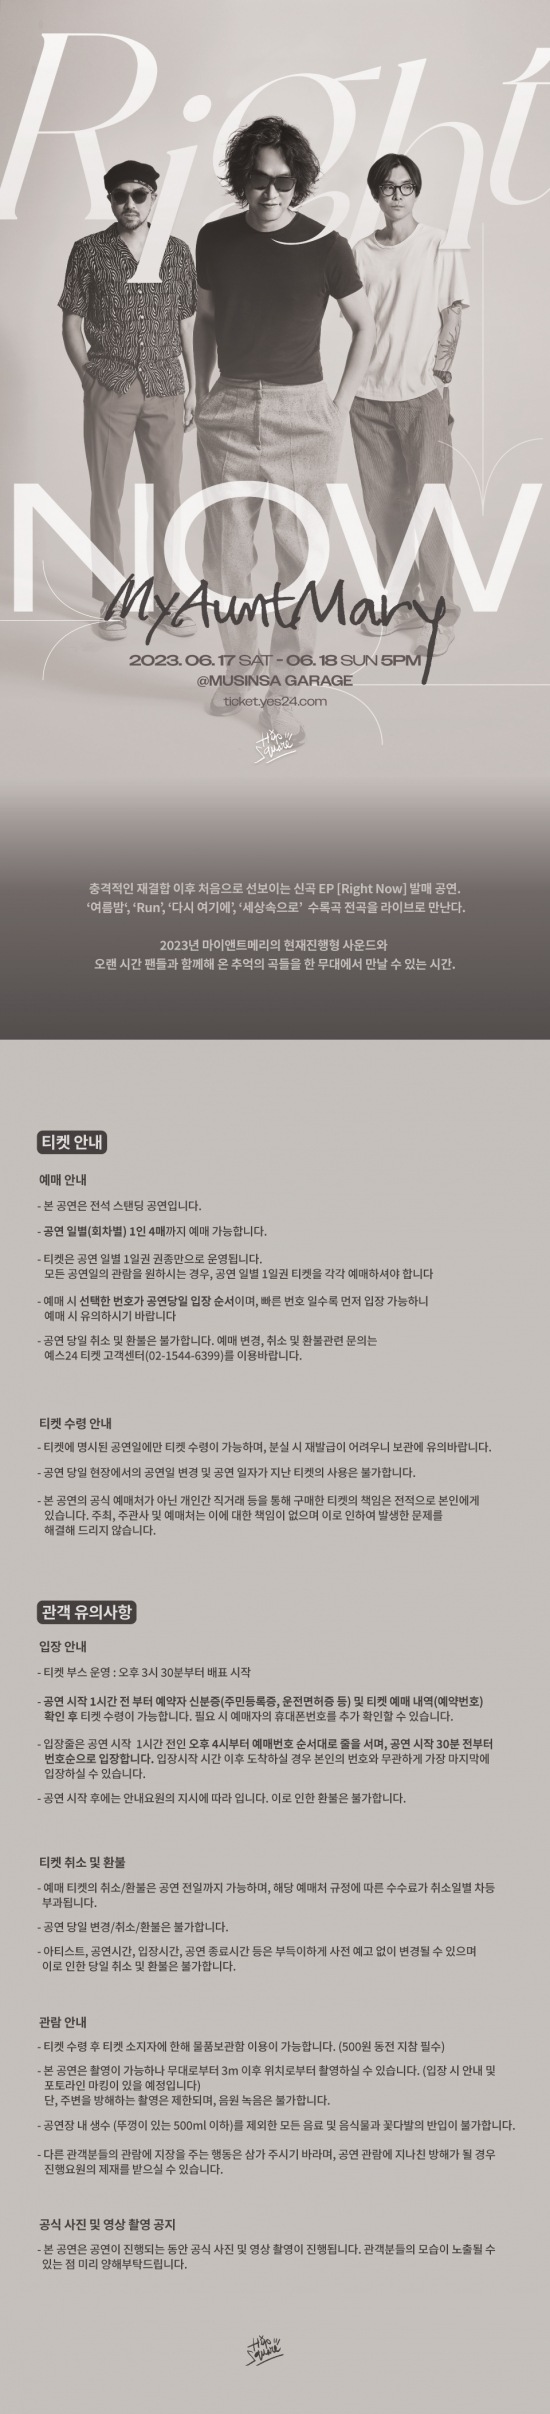 Right
NOW
MyAuntMary
2023. 06. 17 SAT - 06. 18 SUN 5PM
@MUSINSA GARAGE
ticket.yes24.com
Hip Square
충격적인 재결합 이후 처음으로 선보이는 신곡 EP [Right Now] 발매 공연.
‘여름밤‘, ‘Run’, ‘다시 여기에’, ‘세상속으로’ 수록곡 전곡을 라이브로 만난다.
2023년 마이앤트메리의 현재진행형 사운드와
오랜 시간 팬들과 함께해 온 추억의 곡들을 한 무대에서 만날 수 있는 시간.
티켓 안내
예매 안내
- 본 공연은 전석 스탠딩 공연입니다.
- 공연 일별(회차별) 1인 4매까지 예매 가능합니다.
- 티켓은 공연 일별 1일권 권종만으로 운영됩니다.
모든 공연일의 관람을 원하시는 경우, 공연 일별 1일권 티켓을 각각 예매하셔야 합니다
- 예매 시 선택한 번호가 공연당일 입장 순서이며, 빠른 번호 일수록 먼저 입장 가능하니
예매 시 유의하시기 바랍니다
- 공연 당일 취소 및 환불은 불가합니다. 예매 변경, 취소 및 환불관련 문의는
예스24 티켓 고객센터(02-1544-6399)를 이용바랍니다.
티켓 수령 안내
- 티켓에 명시된 공연일에만 티켓 수령이 가능하며, 분실 시 재발급이 어려우니 보관에 유의바랍니다.
- 공연 당일 현장에서의 공연일 변경 및 공연 일자가 지난 티켓의 사용은 불가합니다.
- 본 공연의 공식 예매처가 아닌 개인간 직거래 등을 통해 구매한 티켓의 책임은 전적으로 본인에게
있습니다. 주최, 주관사 및 예매처는 이에 대한 책임이 없으며 이로 인하여 발생한 문제를
해결해 드리지 않습니다.
관객 유의사항
입장 안내
- 티켓 부스 운영 : 오후 3시 30분부터 배표 시작
- 공연 시작 1시간 전 부터 예약자 신분증(주민등록증, 운전면허증 등) 및 티켓 예매 내역(예약번호)
확인 후 티켓 수령이 가능합니다. 필요 시 예매자의 휴대폰번호를 추가 확인할 수 있습니다.
- 입장줄은 공연 시작 1시간 전인 오후 4시부터 예매번호 순서대로 줄을 서며, 공연 시작 30분 전부터
번호순으로 입장합니다. 입장시작 시간 이후 도착하실 경우 본인의 번호와 무관하게 가장 마지막에
입장하실 수 있습니다.
- 공연 시작 후에는 안내요원의 지시에 따라 입니다. 이로 인한 환불은 불가합니다.
티켓 취소 및 환불
- 예매 티켓의 취소/환불은 공연 전일까지 가능하며, 해당 예매처 규정에 따른 수수료가 취소일별 차등
부과됩니다.
- 공연 당일 변경/취소/환불은 불가합니다.
- 아티스트, 공연시간, 입장시간, 공연 종료시간 등은 부득이하게 사전 예고 없이 변경될 수 있으며
이로 인한 당일 취소 및 환불은 불가합니다.
관람 안내
- 티켓 수령 후 티켓 소지자에 한해 물품보관함 이용이 가능합니다. (500원 동전 지참 필수)
- 본 공연은 촬영이 가능하나 무대로부터 3m 이후 위치로부터 촬영하실 수 있습니다. (입장 시 안내 및
포토라인 마킹이 있을 예정입니다)
단, 주변을 방해하는 촬영은 제한되며, 음원 녹음은 불가합니다.
- 공연장 내 생수 (뚜껑이 있는 500ml 이하)를 제외한 모든 음료 및 음식물과 꽃다발의 반입이 불가합니다.
- 다른 관객분들의 관람에 지장을 주는 행동은 삼가 주시기 바라며, 공연 관람에 지나친 방해가 될 경우
진행요원의 제재를 받으실 수 있습니다.
공식 사진 및 영상 촬영 공지
- 본 공연은 공연이 진행되는 동안 공식 사진 및 영상 촬영이 진행됩니다. 관객분들의 모습이 노출될 수
있는 점 미리 양해부탁드립니다.
Hip Square